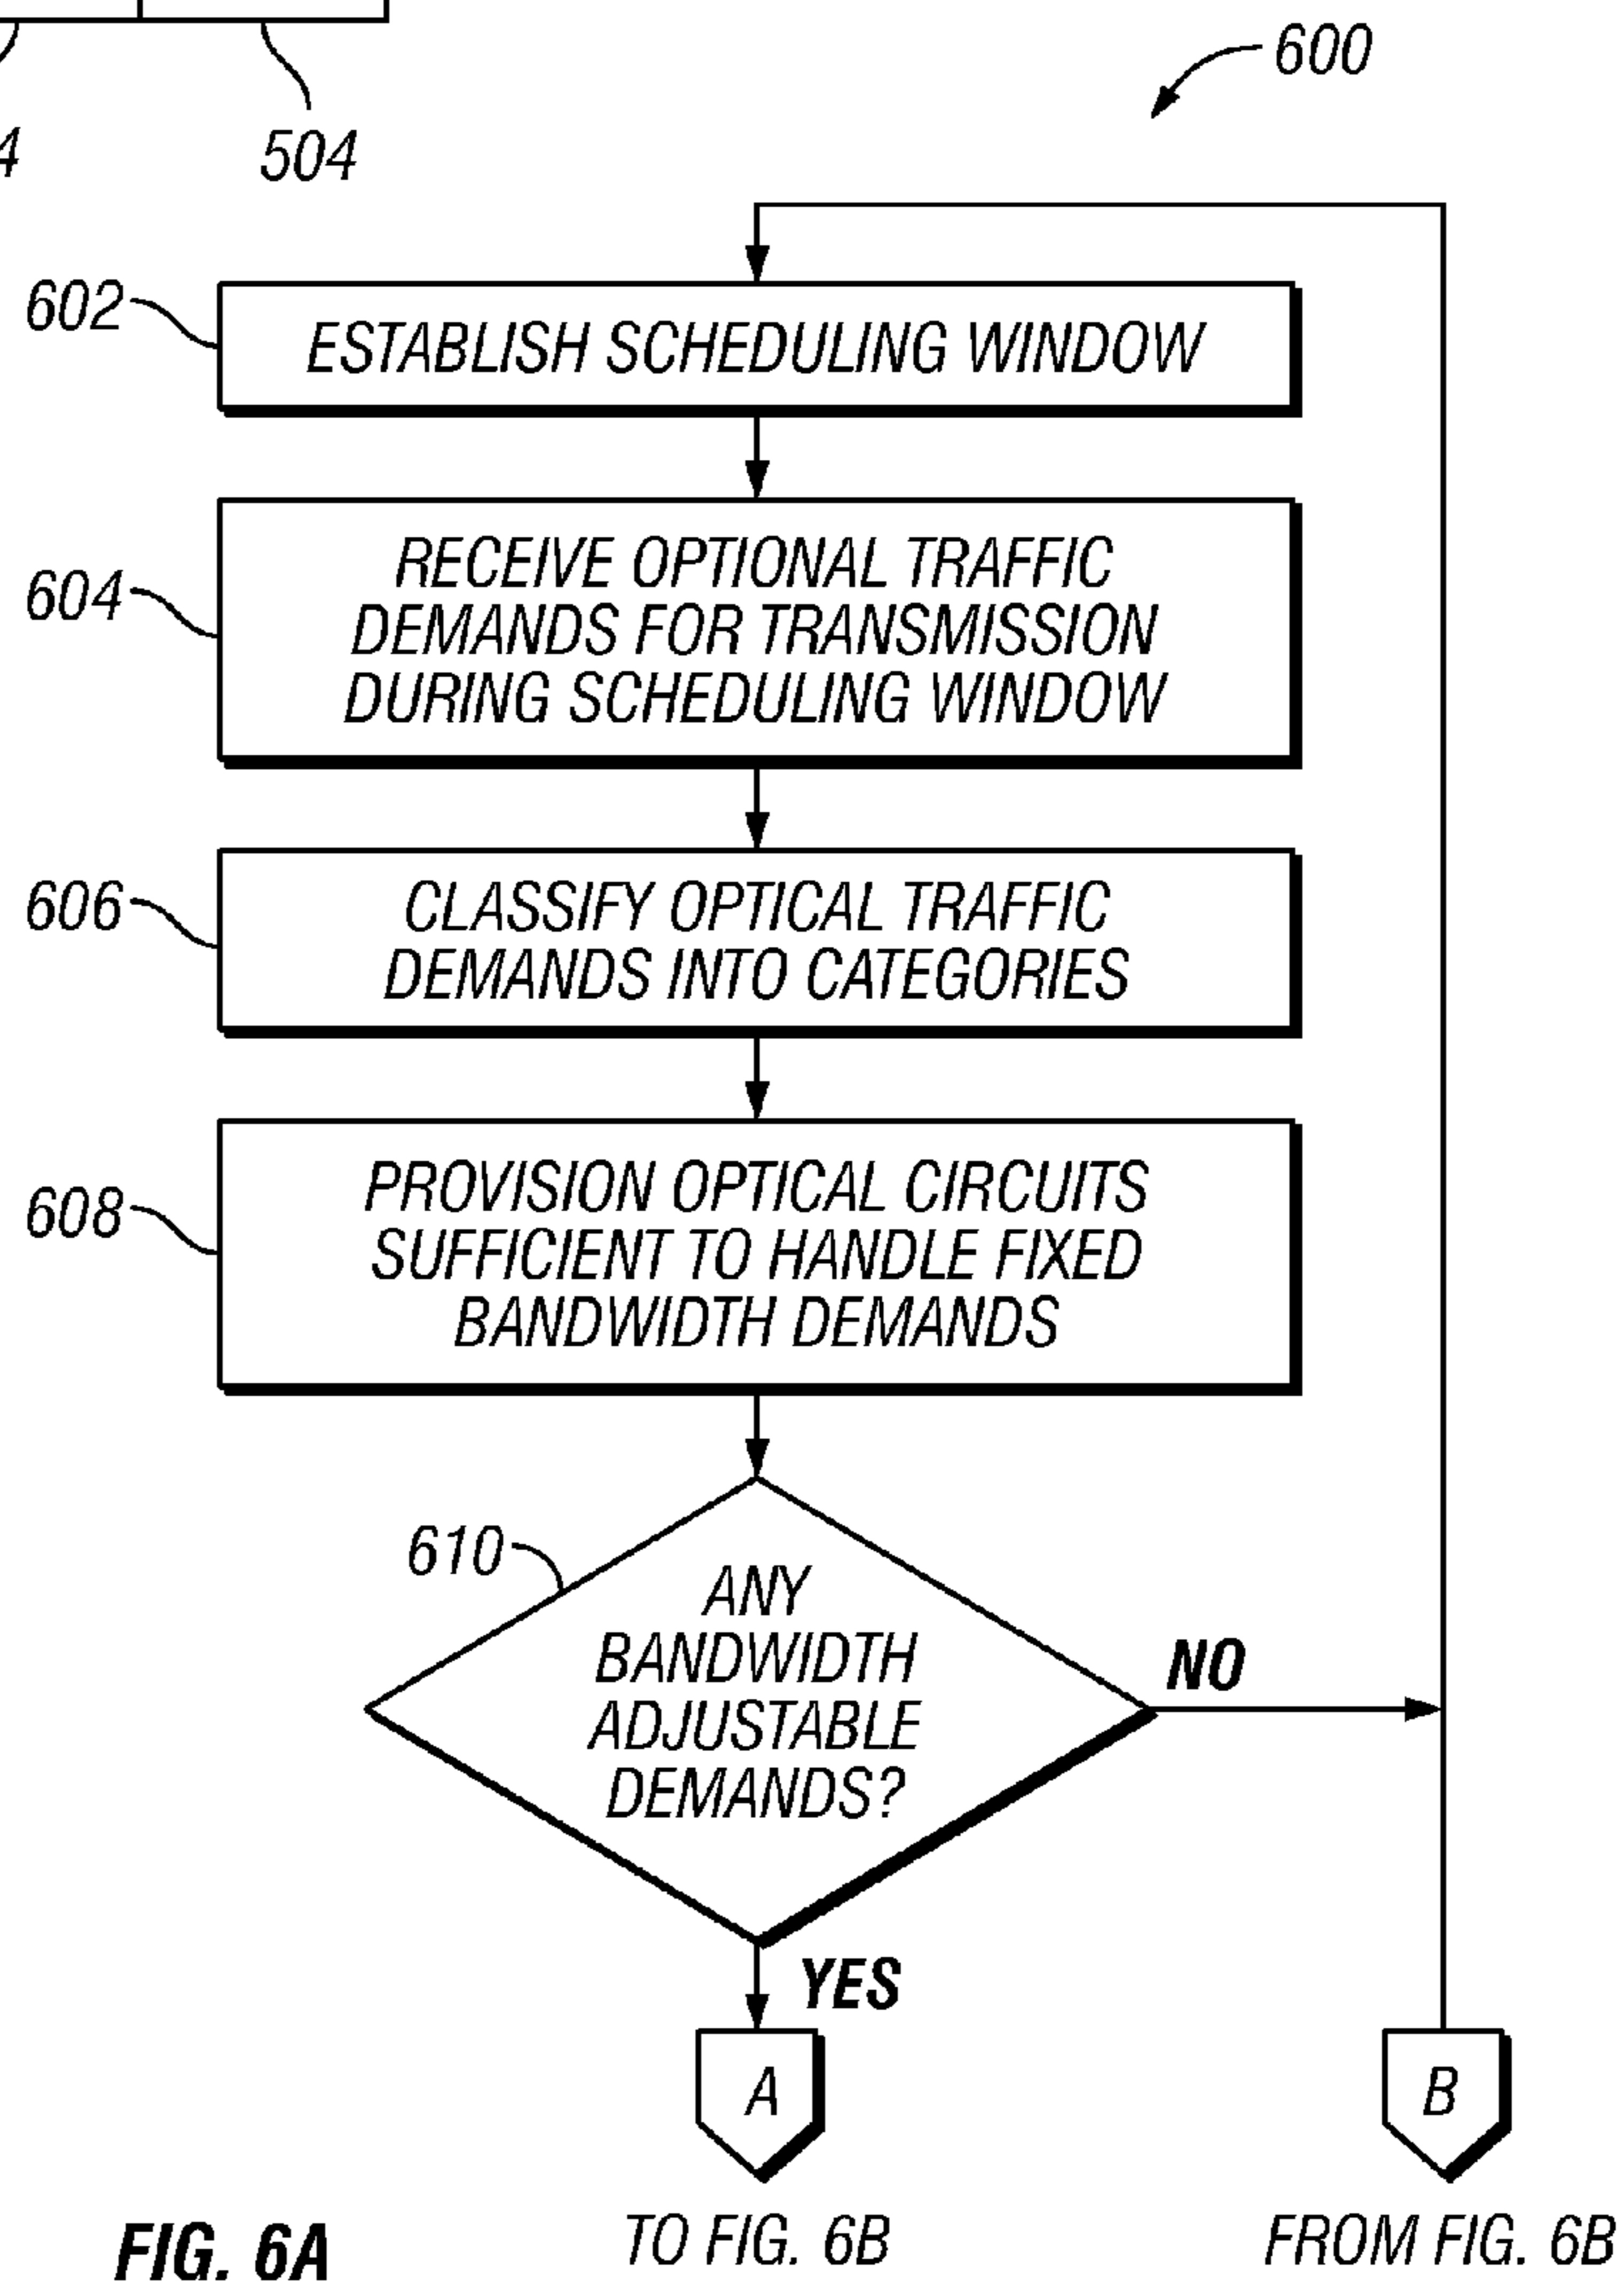 600
4
504
602
ESTABLISH SCHEDULING WINDOW
604
RECEIVE OPTIONAL TRAFFIC
DEMANDS FOR TRANSMISSION
DURING SCHEDULING WINDOW
606
CLASSIFY OPTICAL TRAFFIC
DEMANDS INTO CATEGORIES
608
PROVISION OPTICAL CIRCUITS
SUFFICIENT TO HANDLE FIXED
BANDWIDTH DEMANDS
610
ANY
BANDWIDTH
ADJUSTABLE
DEMANDS?
NO
YES
A
B
FIG. 6A
TO FIG. 6B
FROM FIG. 6B